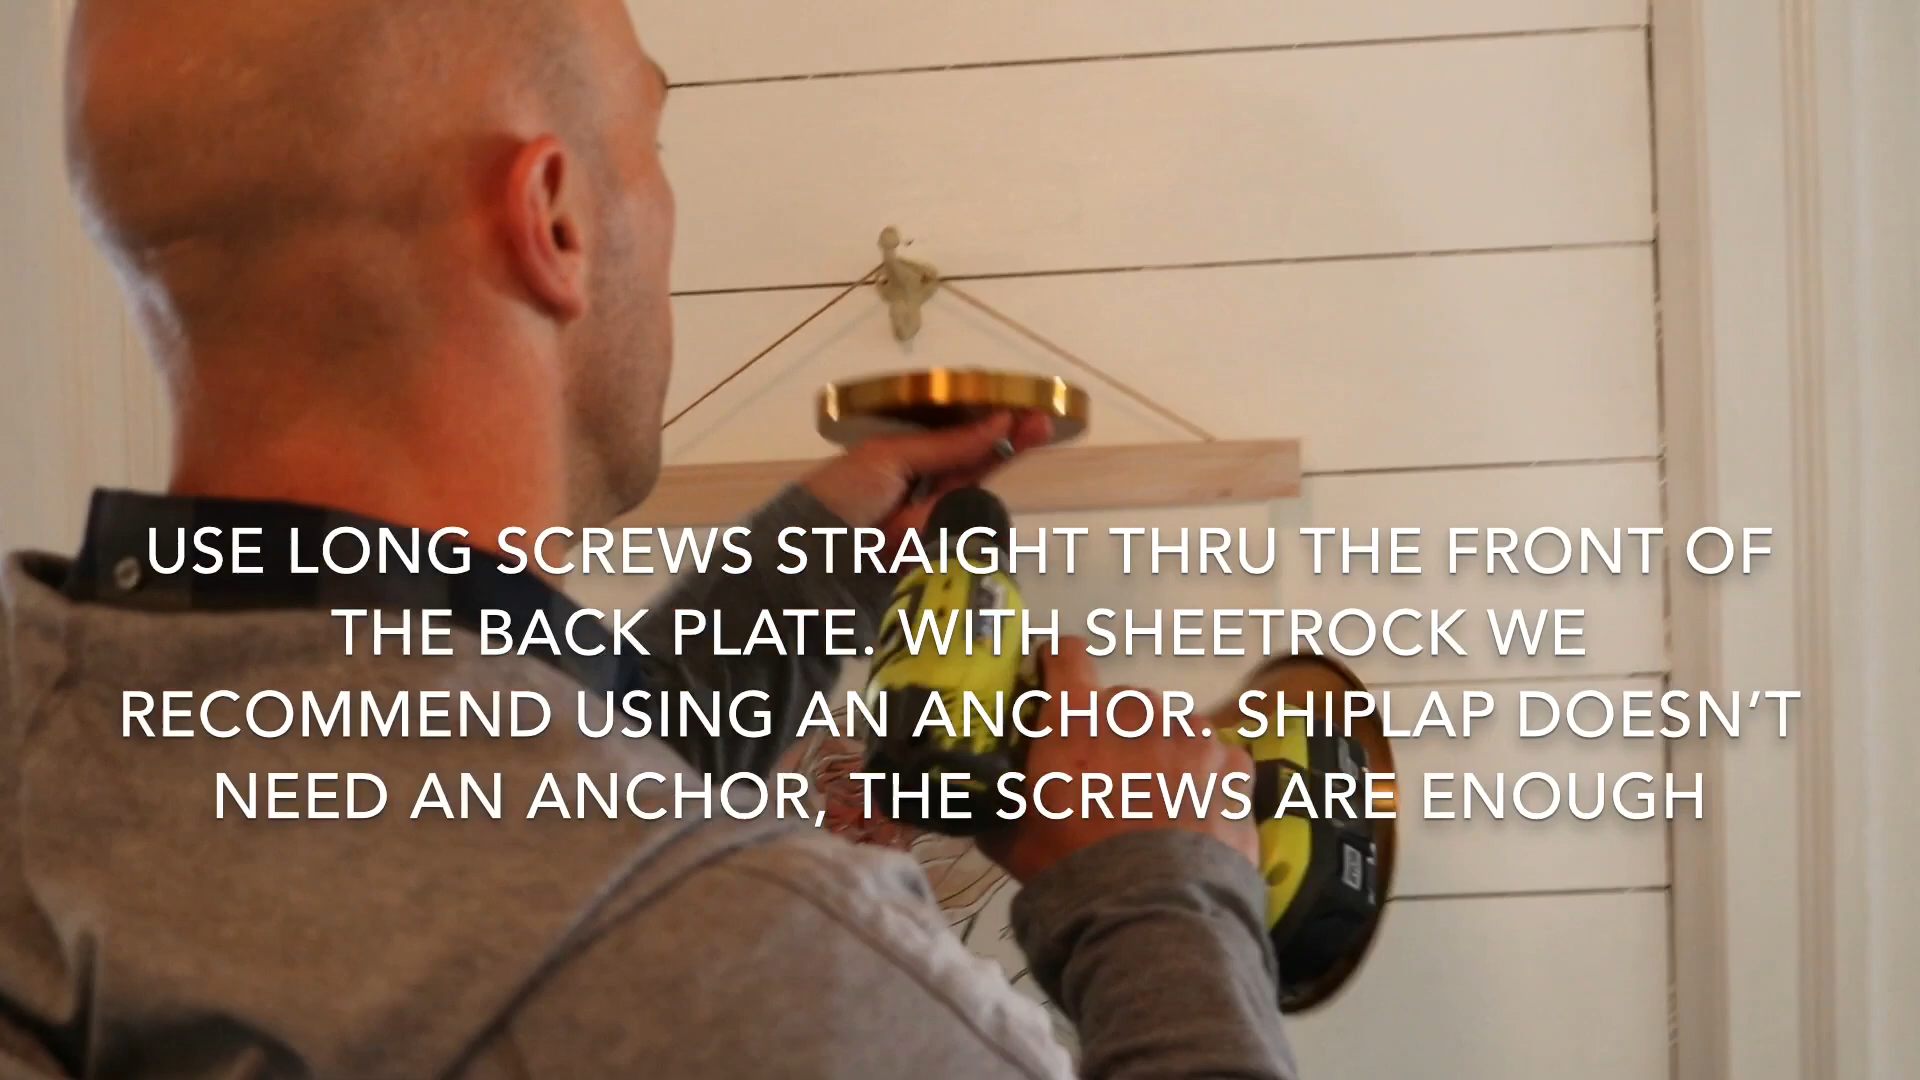 USE LONG SCREWS STRAIGHT THRU THE FRONT OF
THE BACK PLATE. WITH SHEETROCK WE
RECOMMEND USING AN ANCHOR. SHIPLAP DOESN’T
NEED AN ANCHOR, THE SCREWS ARE ENOUGH